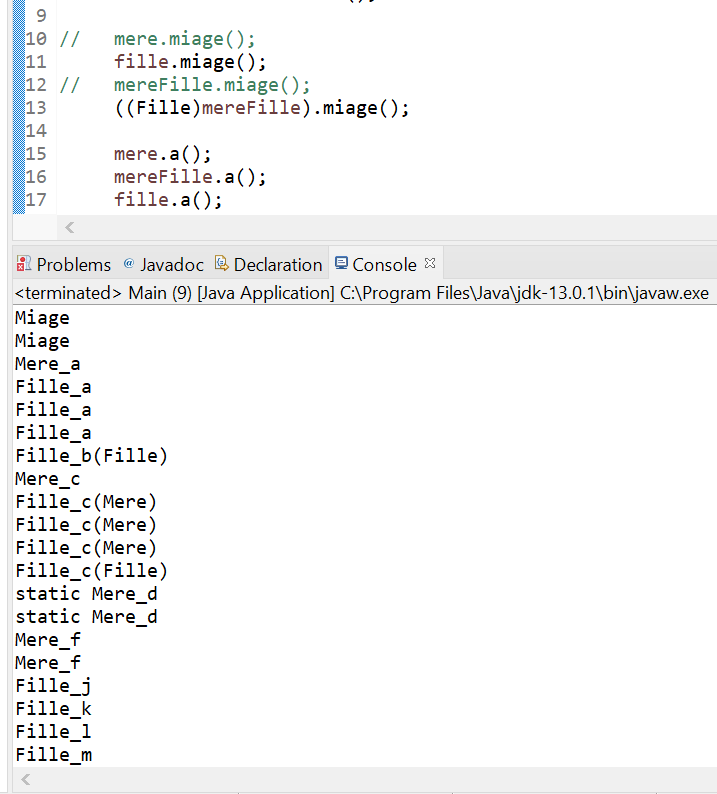 9
10 // mere.miage();
11 fille.miage();
12 // mereFille.miage();
13 ((Fille)mereFille).miage();
14
15 mere.a();
16 mereFille.a();
17 fille.a();
Problems @ Javadoc Declaration Console
<terminated> Main (9) [Java Application] C:\Program Files\Java\jdk-13.0.1\bin\javaw.exe
Miage
Miage
Mere_a
Fille_a
Fille_a
Fille_a
Fille_b(Fille)
Mere_c
Fille_c(Mere)
Fille_c(Mere)
Fille_c(Mere)
Fille_c(Fille)
static Mere_d
static Mere_d
Mere_f
Mere_f
Fille_j
Fille_k
Fille_l
Fille_m